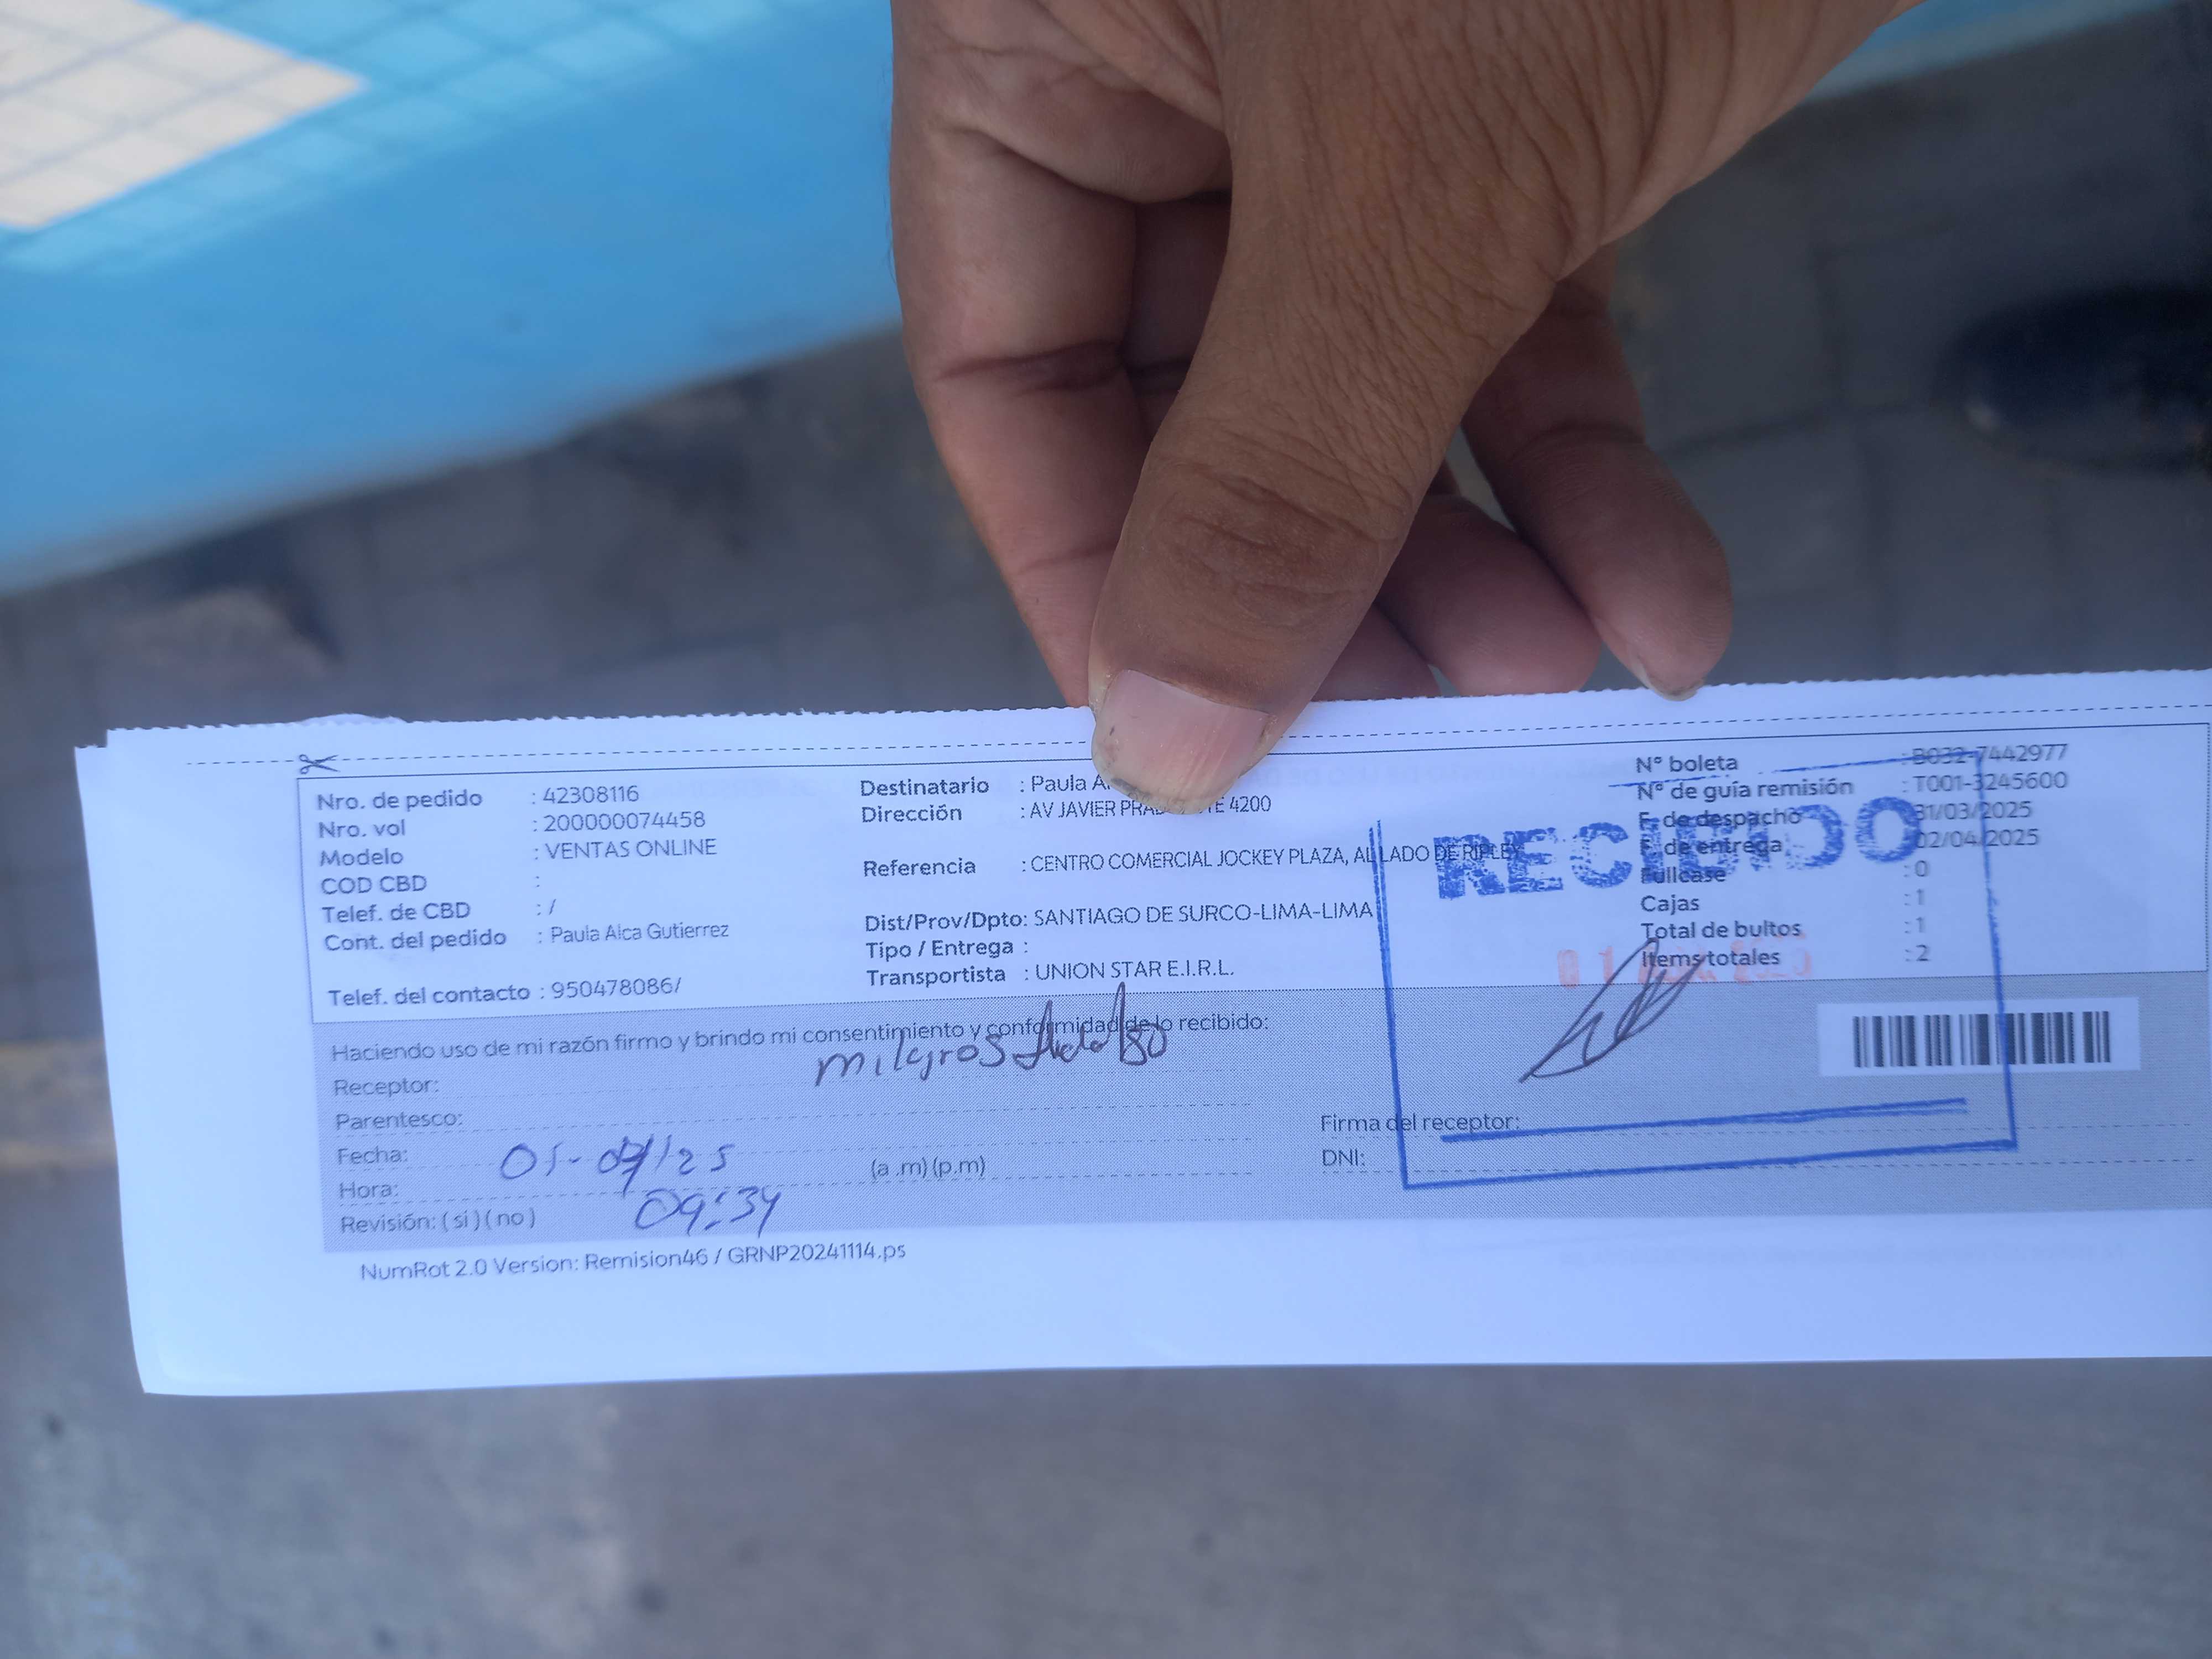 Nro. de pedido : 42308116
Nro. vol : 200000074458
Modelo : VENTAS ONLINE
COD CBD :
Telef. de CBD : /
Cont. del pedido : Paula Alca Gutierrez
Telef. del contacto : 950478086/
Destinatario : Paula
Dirección : AV JAVIER 4200
Referencia : CENTRO COMERCIAL JOCKEY PLAZA, AL LADO DE RIPLEY
Dist/Prov/Dpto: SANTIAGO DE SURCO-LIMA-LIMA
Tipo / Entrega :
Transportista : UNION STAR E.I.R.L.
N° boleta : B032-7442977
N° de guía remisión : T001-3245600
F. de despacho : 31/03/2025
F. de entrega : 02/04/2025
Fullcase : 0
Cajas : 1
Total de bultos : 1
Items totales : 2
RECIBIDO
Haciendo uso de mi razón firmo y brindo mi consentimiento y conformidad de lo recibido:
Receptor: milagros
Parentesco:
Fecha:
Hora: (a .m) (p.m)
09:34
Revisión: ( si ) ( no )
Firma del receptor:
DNI:
NumRot 2.0 Version: Remision46 / GRNP20241114.ps